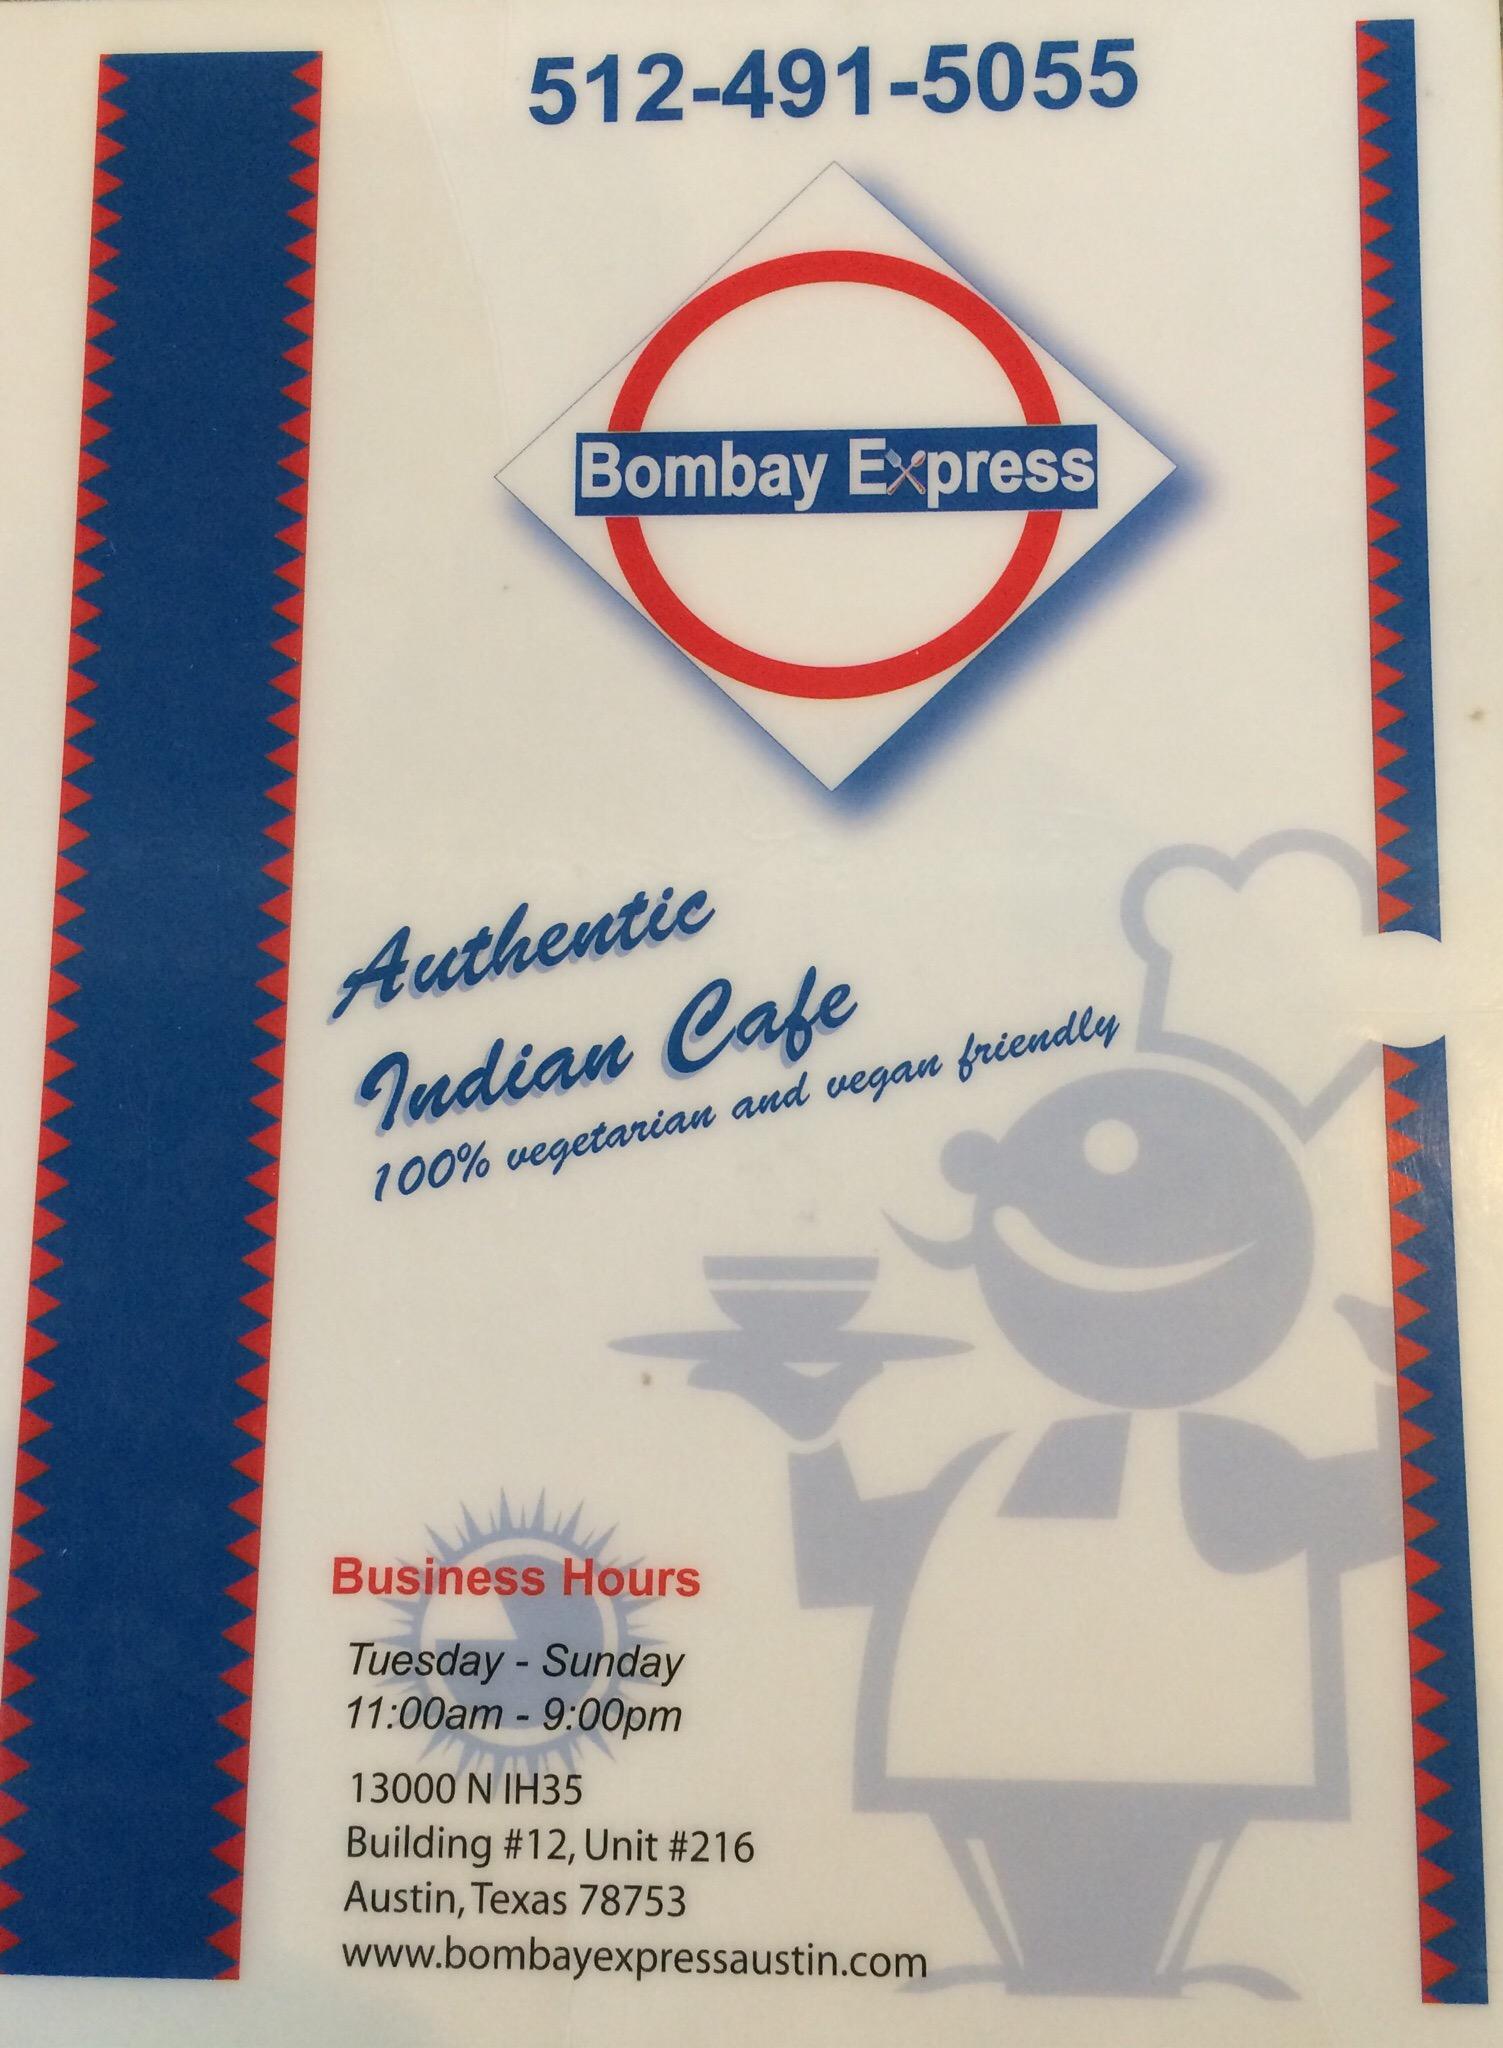 512-491-5055
Bombay Express
Authentic
Indian Cafe
100% vegetarian and vegan friendly
Business Hours
Tuesday - Sunday
11:00am - 9:00pm
13000 N IH35
Building #12, Unit #216
Austin, Texas 78753
www.bombayexpressaustin.com